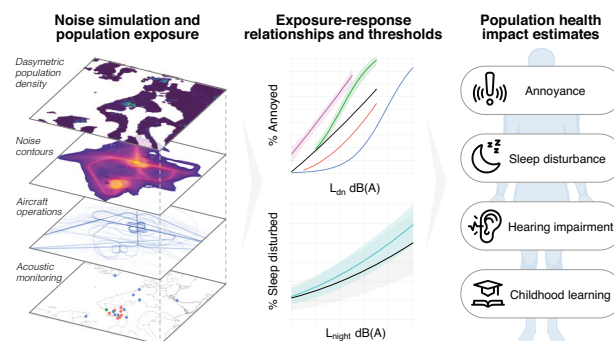 Noise simulation and
population exposure
Dasymetric population
density
Noise contours
Aircraft operations
Acoustic
monitoring
Exposure-response
relationships and thresholds
% Annoyed
Ldn dB(A)
% Sleep disturbed
Lnight dB(A)
Population health
impact estimates
Annoyance
z z Z
Sleep disturbance
Hearing impairment
Childhood learning